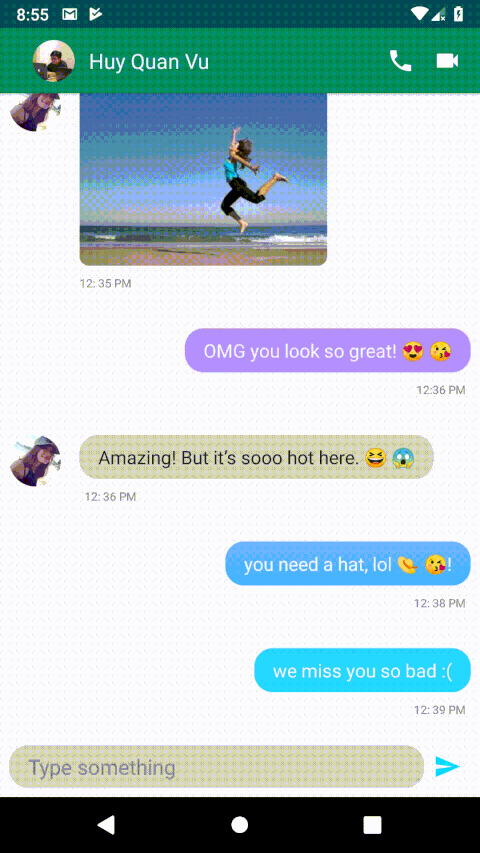 8:55
Huy Quan Vu
12: 35 PM
OMG you look so great! 😍 😘
12:36 PM
Amazing! But it's sooo hot here. 😆 😱
12: 36 PM
you need a hat, lol 👒 😘!
12: 38 PM
we miss you so bad :(
12: 39 PM
Type something